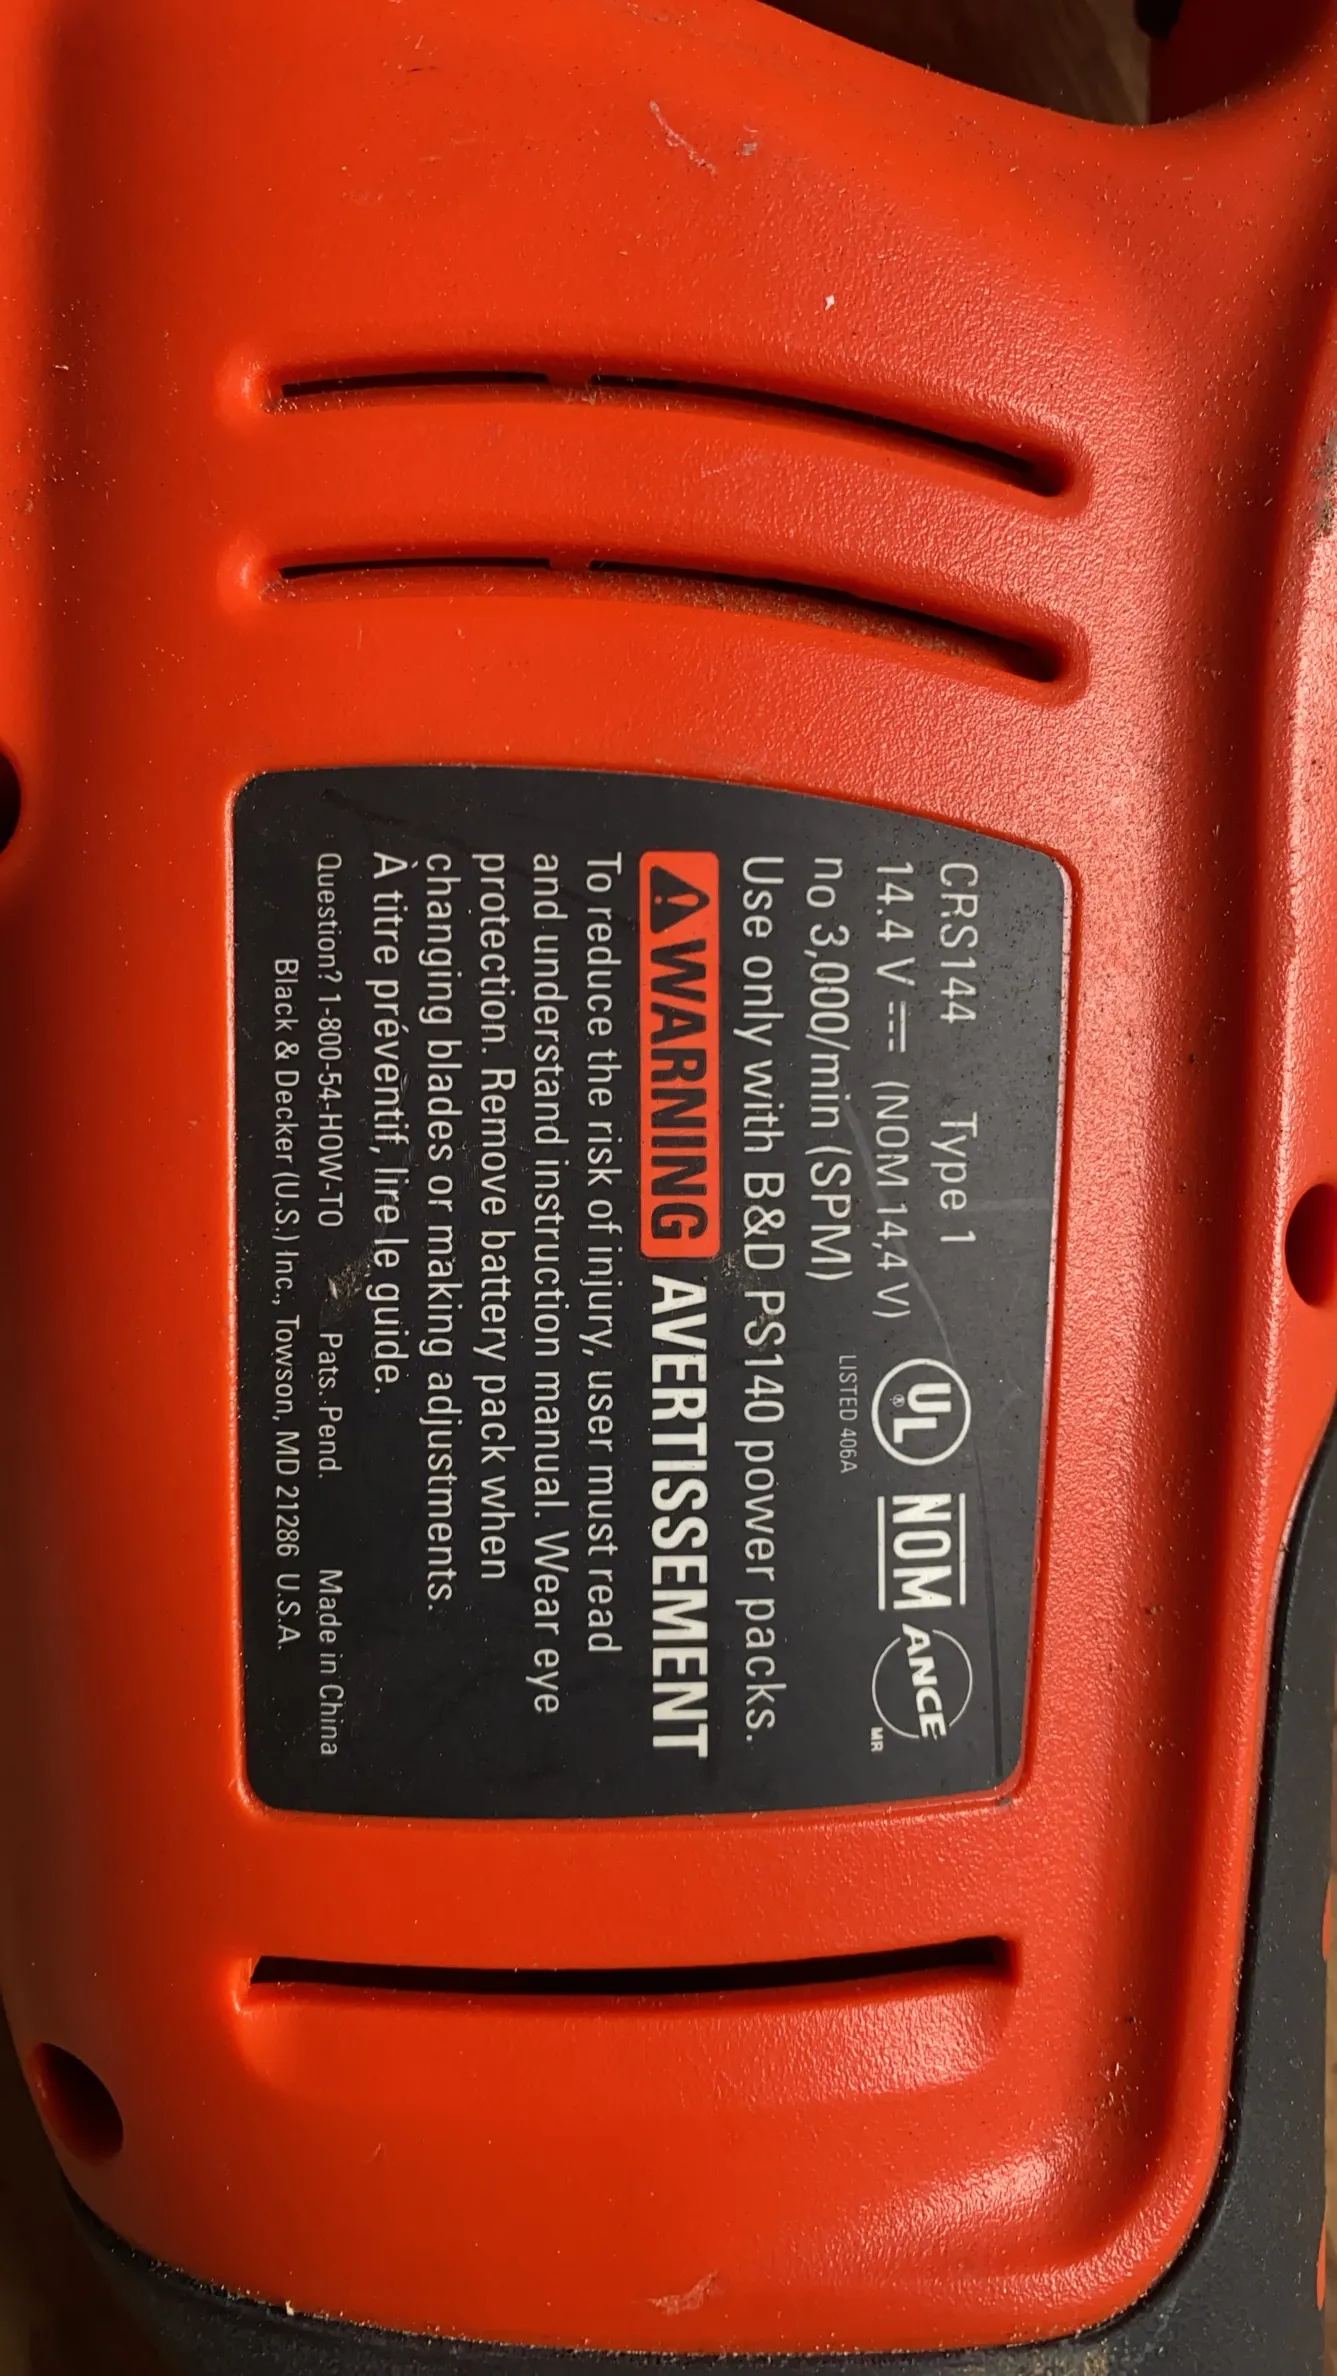 CRS144 Type 1
14.4 V ⎓ (NOM 14,4 V)
no 3,000/min (SPM)
UL ®
LISTED 406A
NOM
ANCE
MR
Use only with B&D PS140 power packs.
WARNING AVERTISSEMENT
To reduce the risk of injury, user must read
and understand instruction manual. Wear eye
protection. Remove battery pack when
changing blades or making adjustments.
À titre préventif, lire le guide.
Question? 1-800-54-HOW-TO Pats. Pend. Made in China
Black & Decker (U.S.) Inc., Towson, MD 21286 U.S.A.